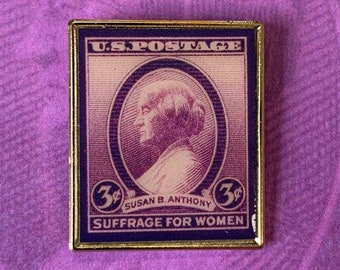 U.S. POSTAGE
3¢ SUSAN B. ANTHONY 3¢
SUFFRAGE FOR WOMEN